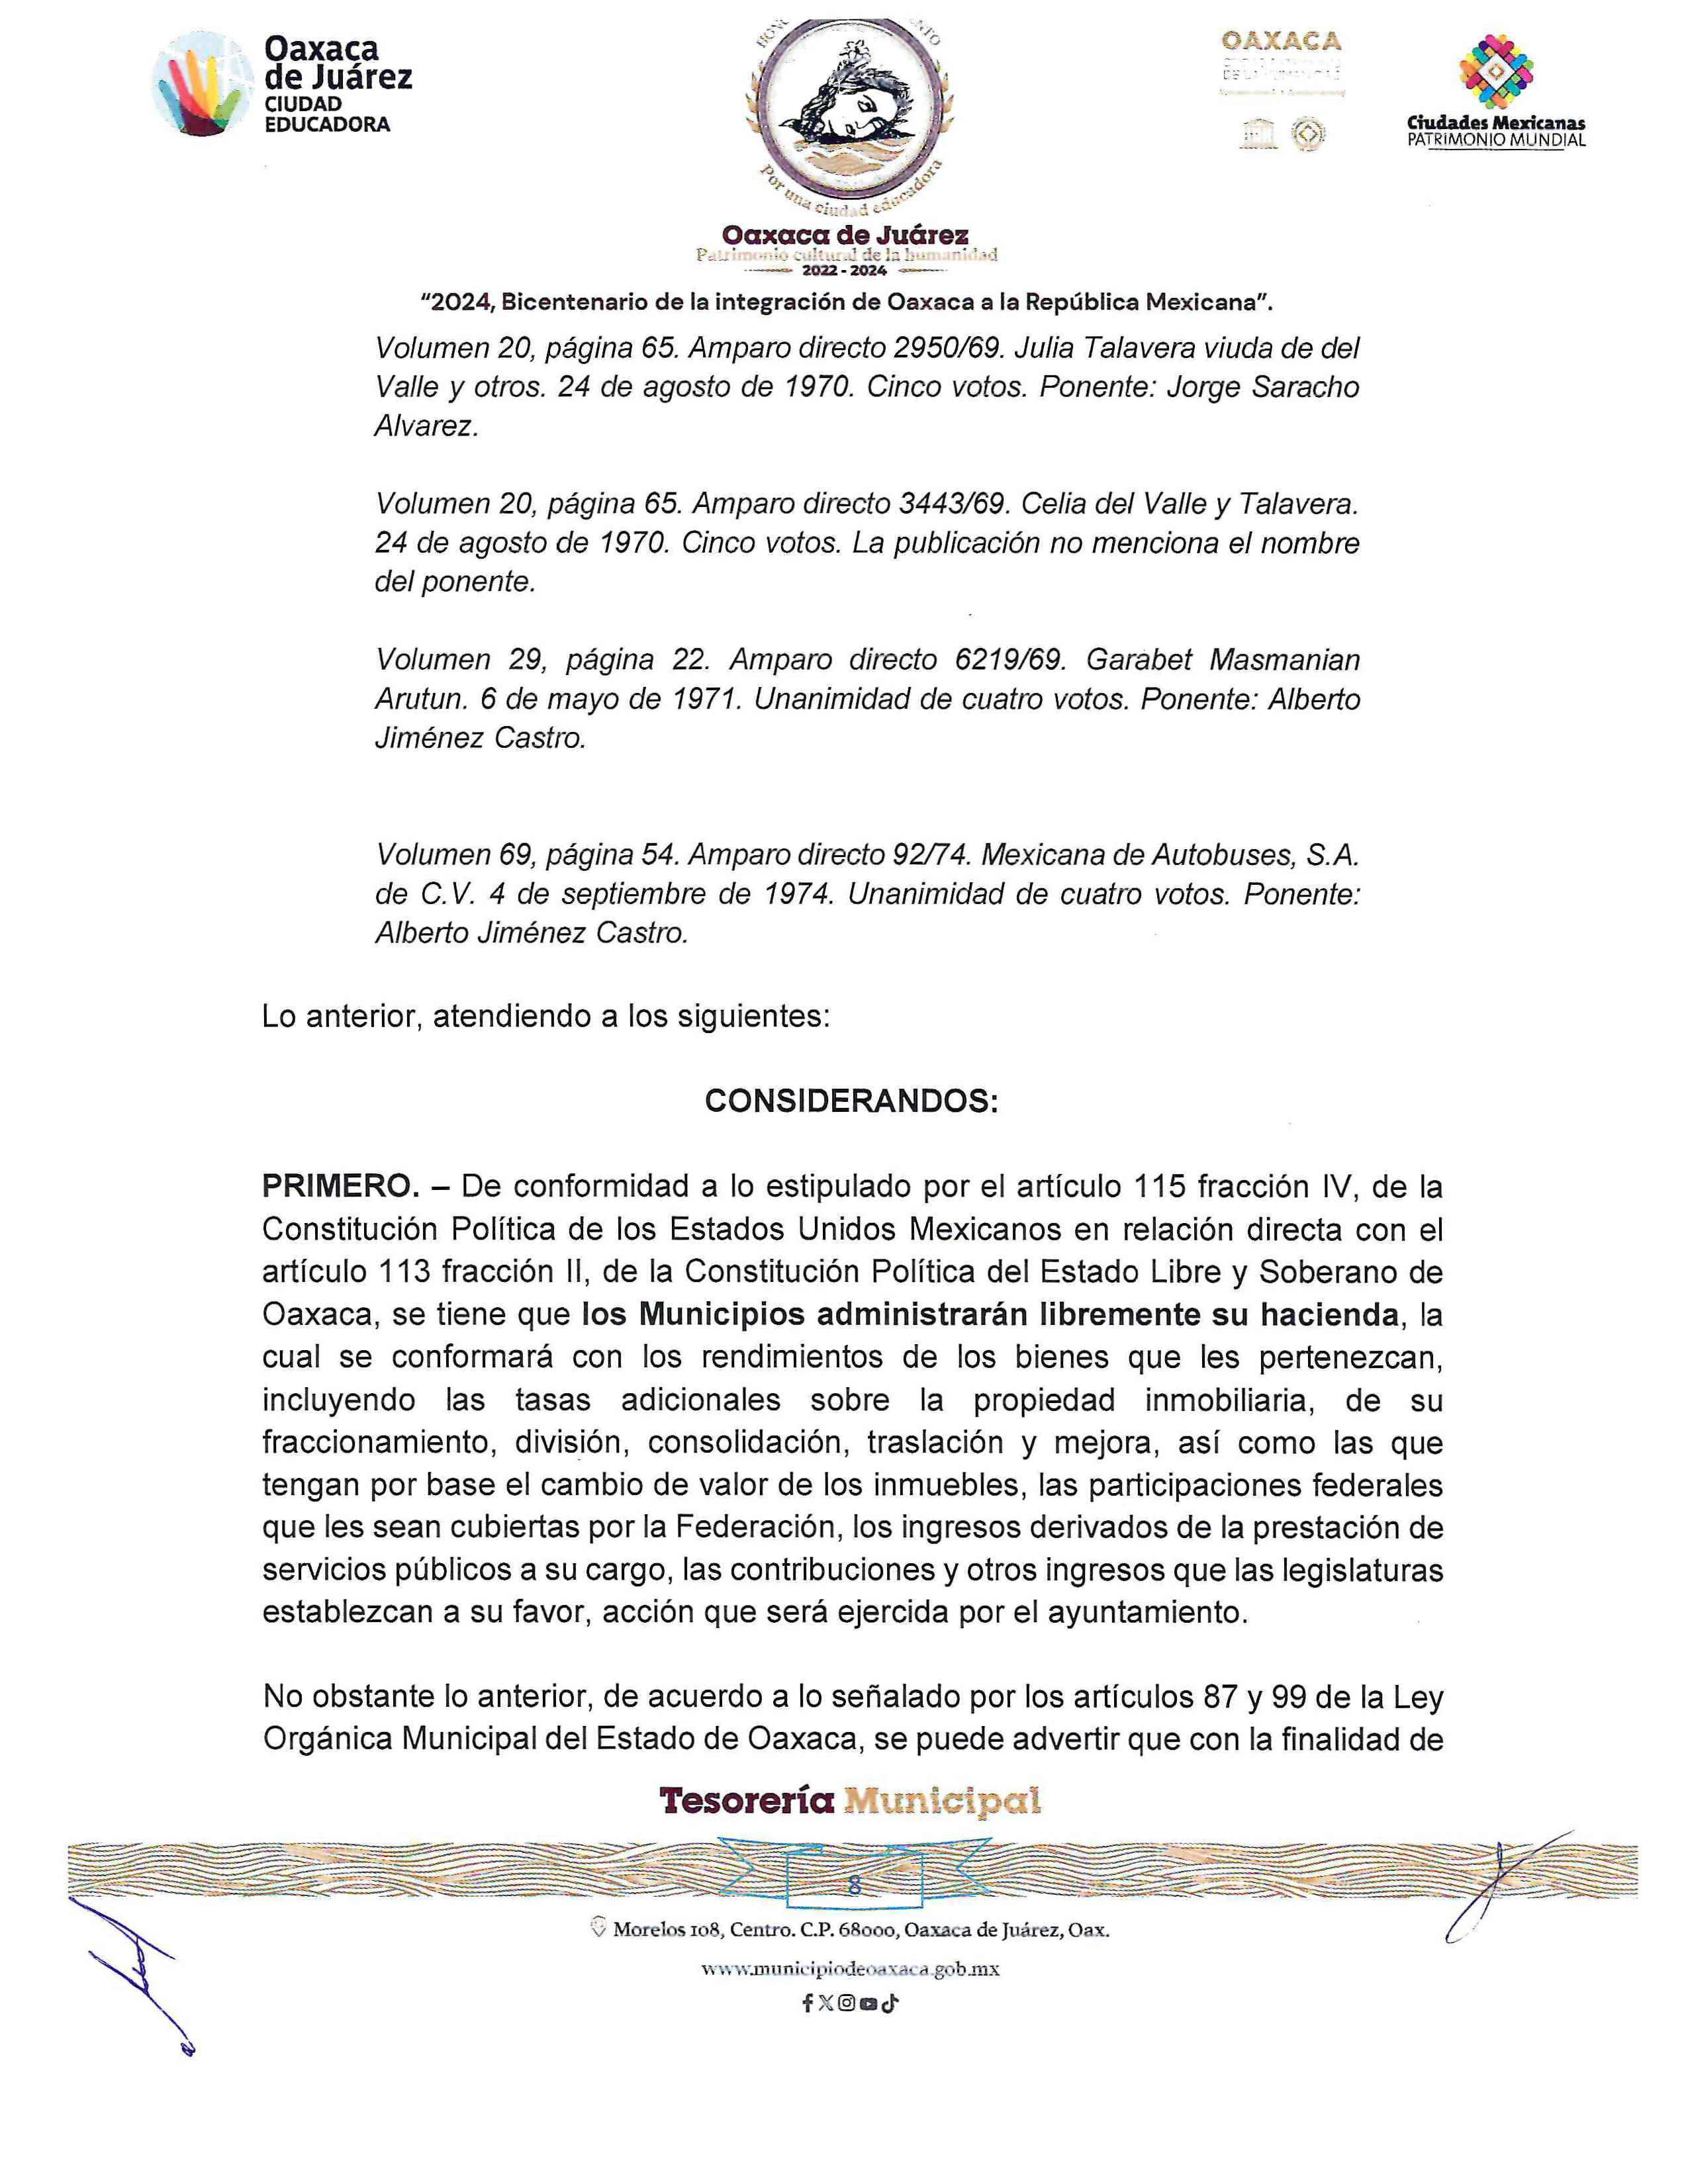 Oaxaca
de Juárez
CIUDAD
EDUCADORA
Por una ciudad educadora
Oaxaca de Juárez
Patrimonio cultural de la humanidad
2022 - 2024
OAXACA
Ciudades Mexicanas
PATRIMONIO MUNDIAL
“2024, Bicentenario de la integración de Oaxaca a la República Mexicana”.
Volumen 20, página 65. Amparo directo 2950/69. Julia Talavera viuda de del
Valle y otros. 24 de agosto de 1970. Cinco votos. Ponente: Jorge Saracho
Alvarez.
Volumen 20, página 65. Amparo directo 3443/69. Celia del Valle y Talavera.
24 de agosto de 1970. Cinco votos. La publicación no menciona el nombre
del ponente.
Volumen 29, página 22. Amparo directo 6219/69. Garabet Masmanian
Arutun. 6 de mayo de 1971. Unanimidad de cuatro votos. Ponente: Alberto
Jiménez Castro.
Volumen 69, página 54. Amparo directo 92/74. Mexicana de Autobuses, S.A.
de C.V. 4 de septiembre de 1974. Unanimidad de cuatro votos. Ponente:
Alberto Jiménez Castro.
Lo anterior, atendiendo a los siguientes:
CONSIDERANDOS:
PRIMERO. – De conformidad a lo estipulado por el artículo 115 fracción IV, de la
Constitución Política de los Estados Unidos Mexicanos en relación directa con el
artículo 113 fracción II, de la Constitución Política del Estado Libre y Soberano de
Oaxaca, se tiene que los Municipios administrarán libremente su hacienda, la
cual se conformará con los rendimientos de los bienes que les pertenezcan,
incluyendo las tasas adicionales sobre la propiedad inmobiliaria, de su
fraccionamiento, división, consolidación, traslación y mejora, así como las que
tengan por base el cambio de valor de los inmuebles, las participaciones federales
que les sean cubiertas por la Federación, los ingresos derivados de la prestación de
servicios públicos a su cargo, las contribuciones y otros ingresos que las legislaturas
establezcan a su favor, acción que será ejercida por el ayuntamiento.
No obstante lo anterior, de acuerdo a lo señalado por los artículos 87 y 99 de la Ley
Orgánica Municipal del Estado de Oaxaca, se puede advertir que con la finalidad de
Tesorería Municipal
8
Morelos 108, Centro. C.P. 68000, Oaxaca de Juárez, Oax.
www.municipiodeoaxaca.gob.mx